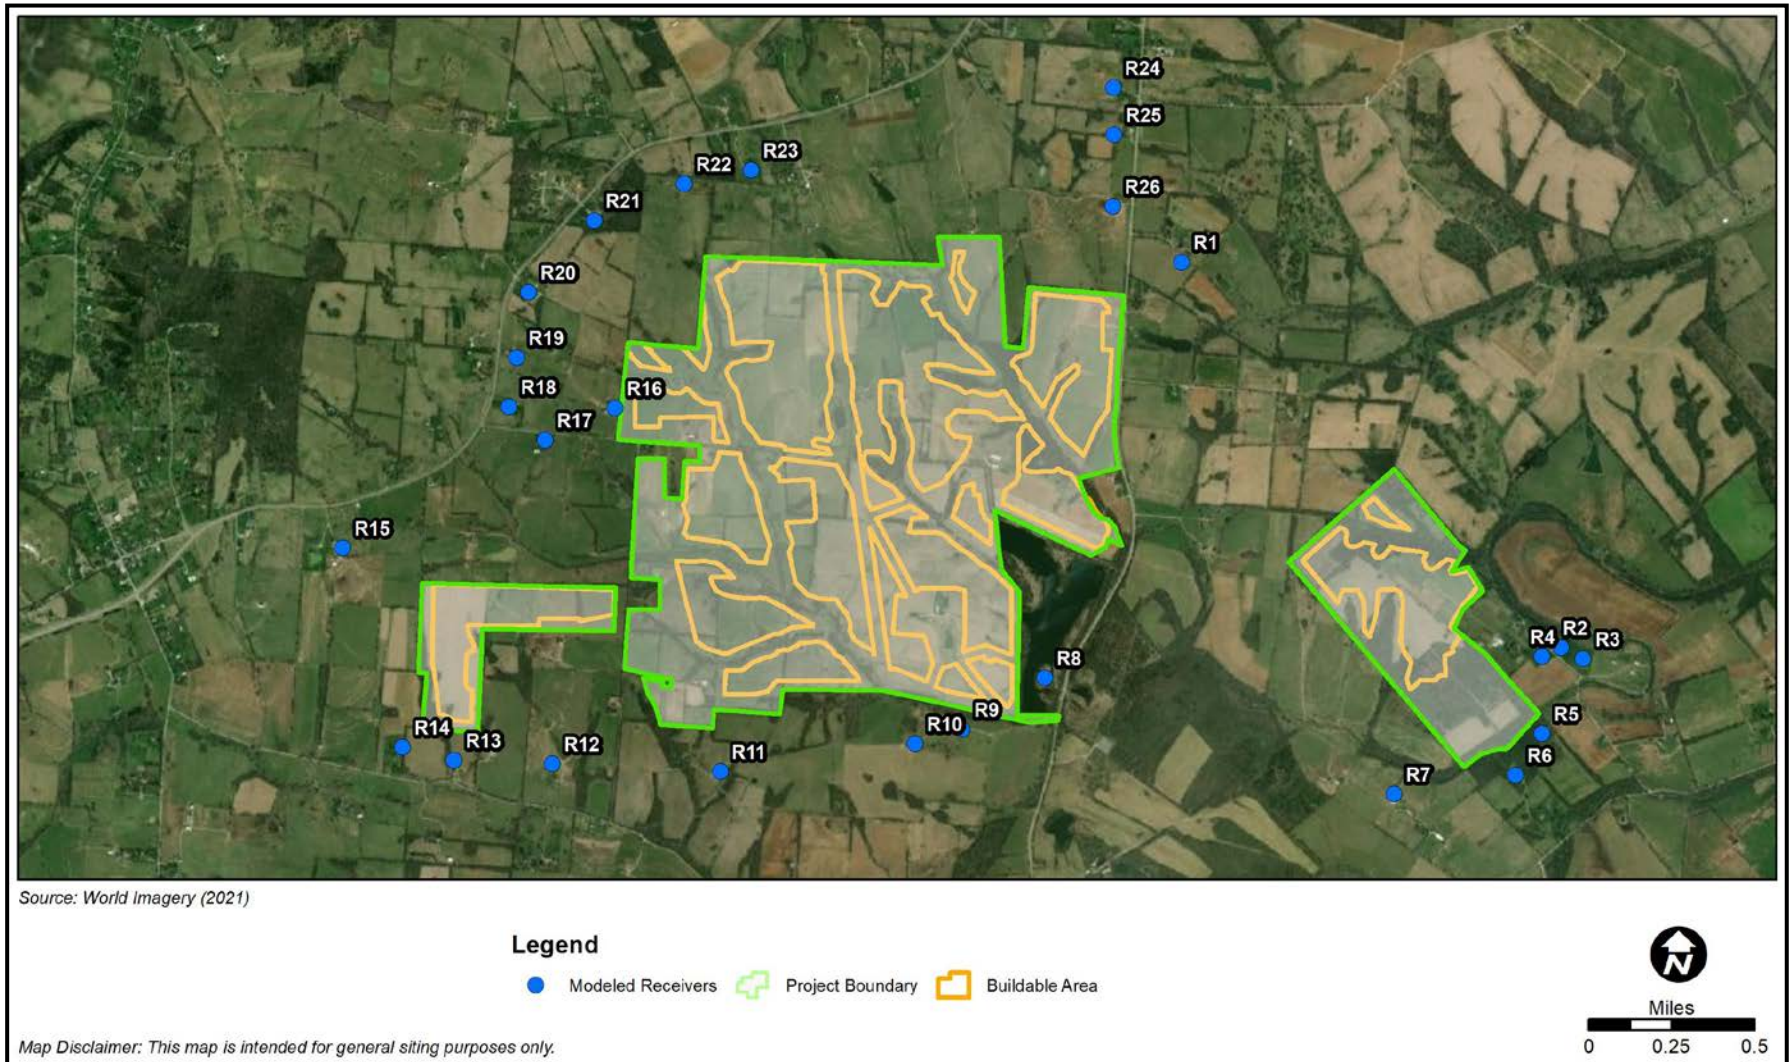 R24
R25
R23
R22
R26
R21
R1
R20
R19
R18
R16
R17
R15
R2
R4
R3
R8
R9
R5
R10
R14
R13
R12
R11
R6
R7
Source: World Imagery (2021)
Legend
Modeled Receivers Project Boundary Buildable Area
N
Miles
0 0.25 0.5
Map Disclaimer: This map is intended for general siting purposes only.